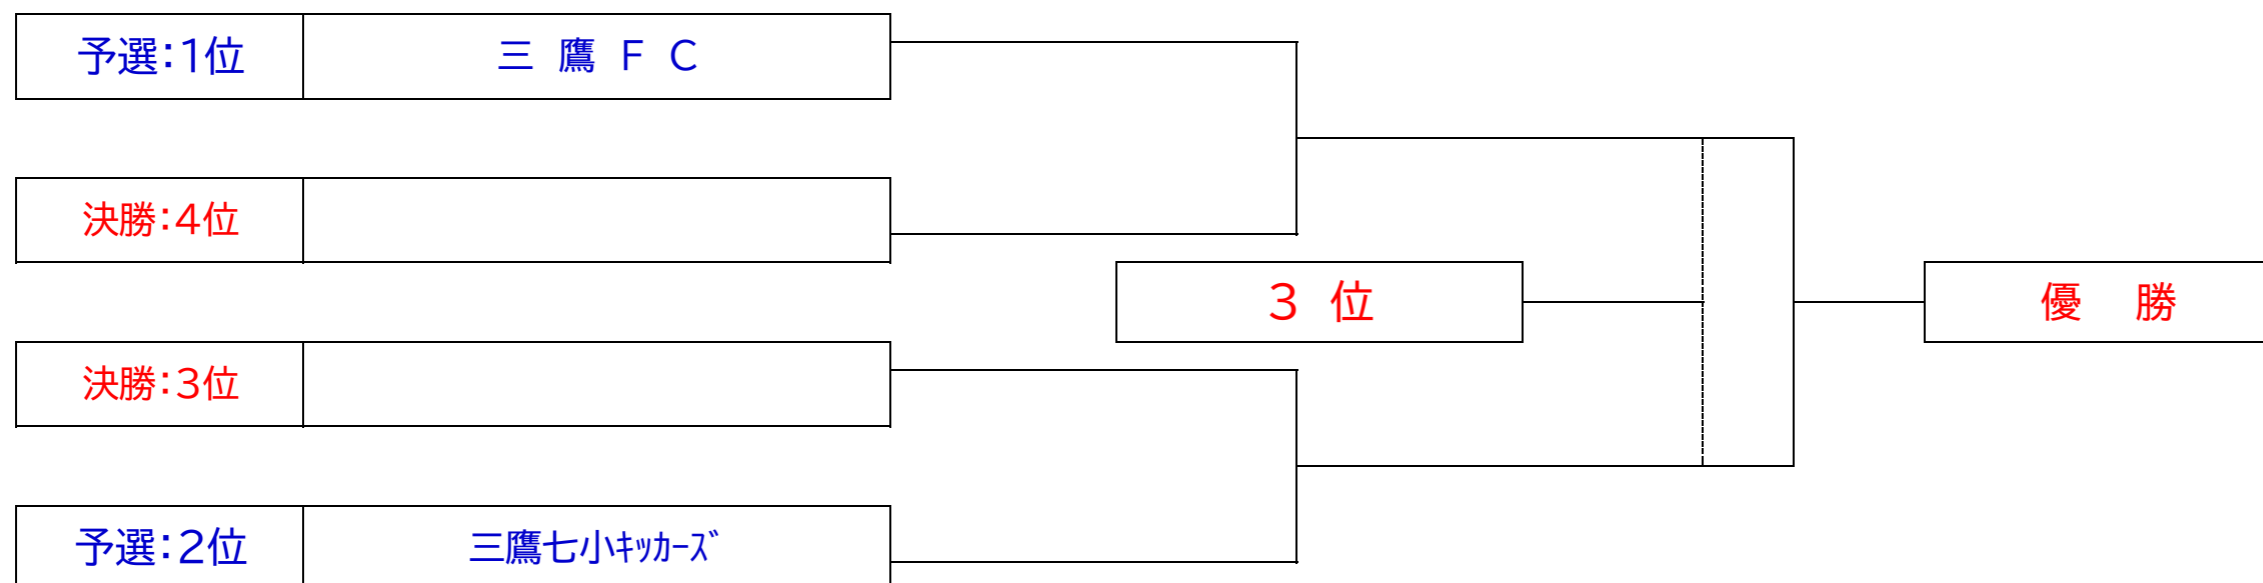 予選:1位 三 鷹 F C
決勝:4位
3 位
優 勝
決勝:3位
予選:2位 三鷹七小ｷｯｶｰｽﾞ